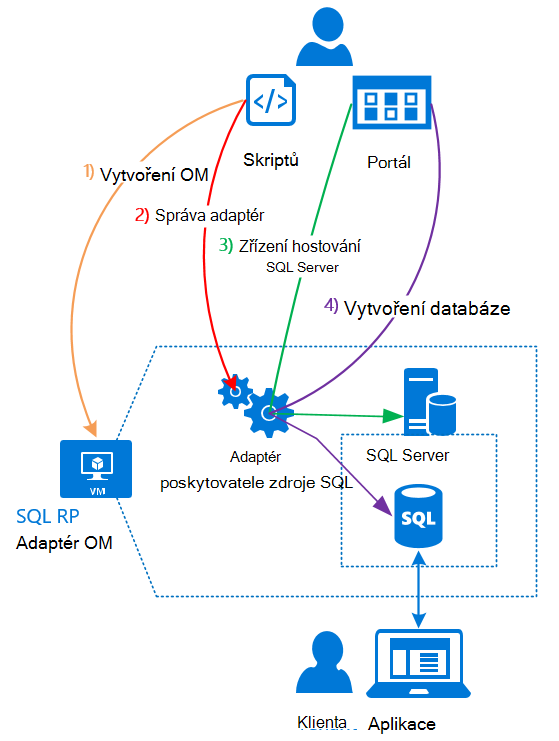 </>
Skriptů
Portál
1) Vytvoření OM
2) Správa adaptér
3) Zřízení hostování
SQL Server
4) Vytvoření databáze
Adaptér
poskytovatele zdroje SQL
SQL Server
VM
SQL
SQL RP
Adaptér OM
Klienta
Aplikace